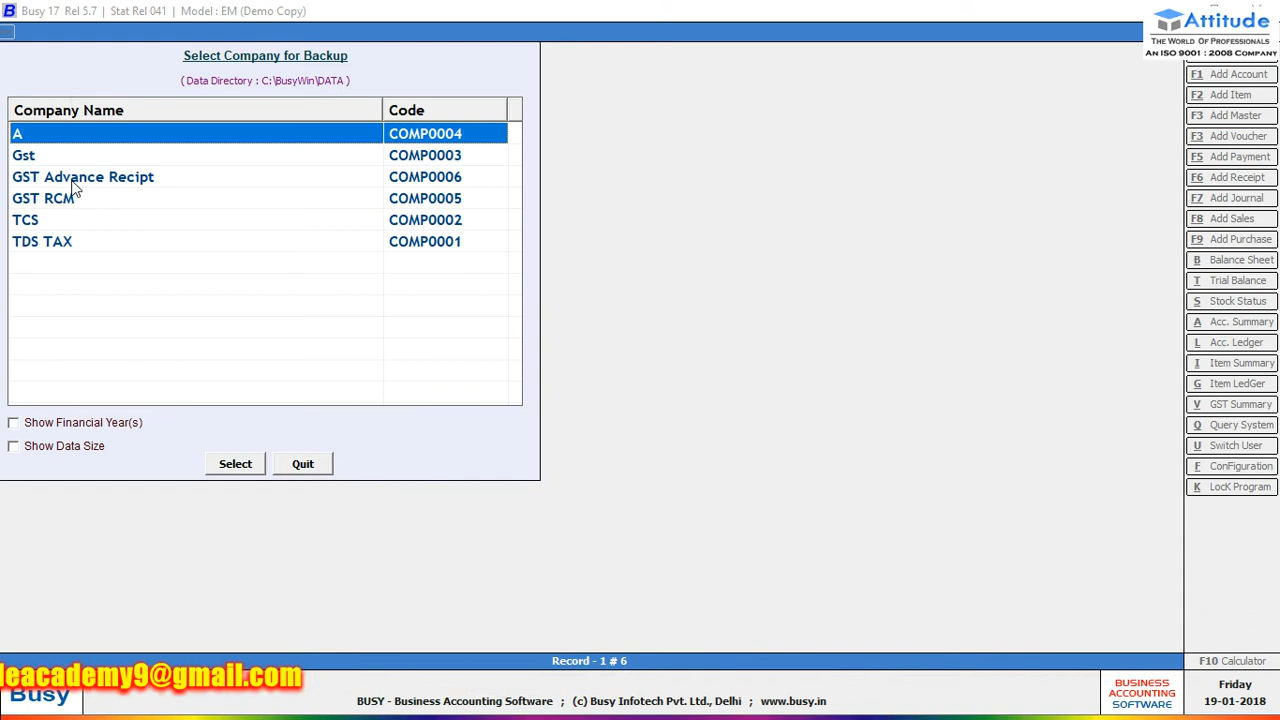 Busy 17 Rel 5.7 | Stat Rel 041 | Model : EM (Demo Copy)
Attitude
THE WORLD OF PROFESSIONALS
AN ISO 9001 : 2008 COMPANY
Select Company for Backup
( Data Directory : C:\BusyWin\DATA )
Company Name Code
A COMP0004
Gst COMP0003
GST Advance Recipt COMP0006
GST RCM COMP0005
TCS COMP0002
TDS TAX COMP0001
Show Financial Year(s)
Show Data Size
Select Quit
F1 Add Account
F2 Add Item
F3 Add Master
F3 Add Voucher
F5 Add Payment
F6 Add Receipt
F7 Add Journal
F8 Add Sales
F9 Add Purchase
B Balance Sheet
T Trial Balance
S Stock Status
A Acc. Summary
L Acc. Ledger
I Item Summary
G Item LedGer
V GST Summary
Q Query System
U Switch User
F ConFiguration
K LocK Program
Record - 1 # 6
F10 Calculator
leacademy9@gmail.com
Busy
BUSY - Business Accounting Software ; (c) Busy Infotech Pvt. Ltd., Delhi ; www.busy.in
BUSINESS
ACCOUNTING
SOFTWARE
Friday
19-01-2018